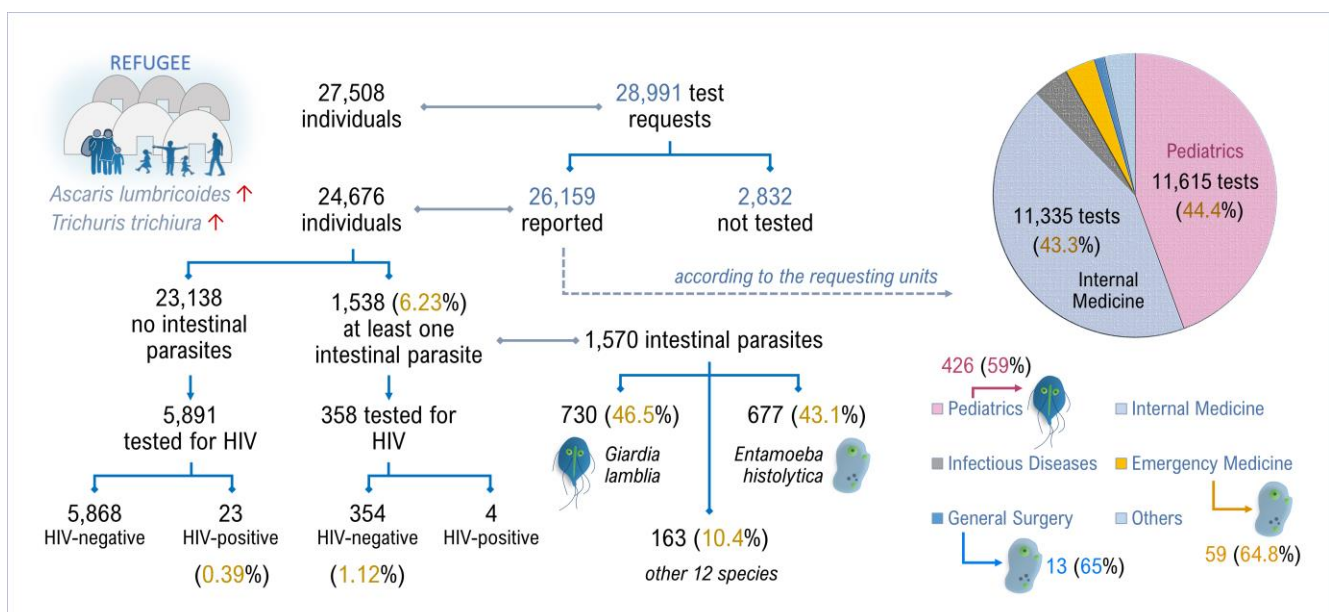 REFUGEE
Ascaris lumbricoides ↑
Trichuris trichiura ↑
27,508
individuals
28,991 test
requests
24,676
individuals
26,159
reported
2,832
not tested
according to the requesting units
23,138
no intestinal
parasites
1,538 (6.23%)
at least one
intestinal parasite
1,570 intestinal parasites
5,891
tested for HIV
358 tested for
HIV
730 (46.5%)
Giardia
lamblia
677 (43.1%)
Entamoeba
histolytica
5,868
HIV-negative
23
HIV-positive
(0.39%)
354
HIV-negative
(1.12%)
4
HIV-positive
163 (10.4%)
other 12 species
Pediatrics
11,615 tests
(44.4%)
11,335 tests
(43.3%)
Internal
Medicine
426 (59%)
Pediatrics
Internal Medicine
Infectious Diseases
Emergency Medicine
General Surgery
Others
13 (65%)
59 (64.8%)